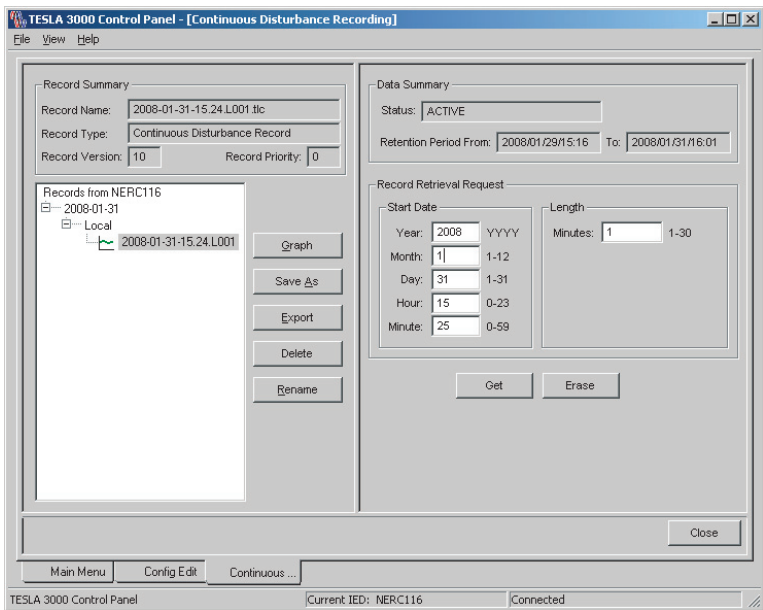 TESLA 3000 Control Panel - [Continuous Disturbance Recording]
File View Help
Record Summary
Record Name: 2008-01-31-15.24.L001.tlc
Record Type: Continuous Disturbance Record
Record Version: 10 Record Priority: 0
Records from NERC116
2008-01-31
Local
2008-01-31-15.24.L001
Graph
Save As
Export
Delete
Rename
Data Summary
Status: ACTIVE
Retention Period From: 2008/01/29/15:16 To: 2008/01/31/16:01
Record Retrieval Request
Start Date
Year: 2008 YYYY
Month: 1 1-12
Day: 31 1-31
Hour: 15 0-23
Minute: 25 0-59
Length
Minutes: 1 1-30
Get Erase
Close
Main Menu Config Edit Continuous ...
TESLA 3000 Control Panel Current IED: NERC116 Connected